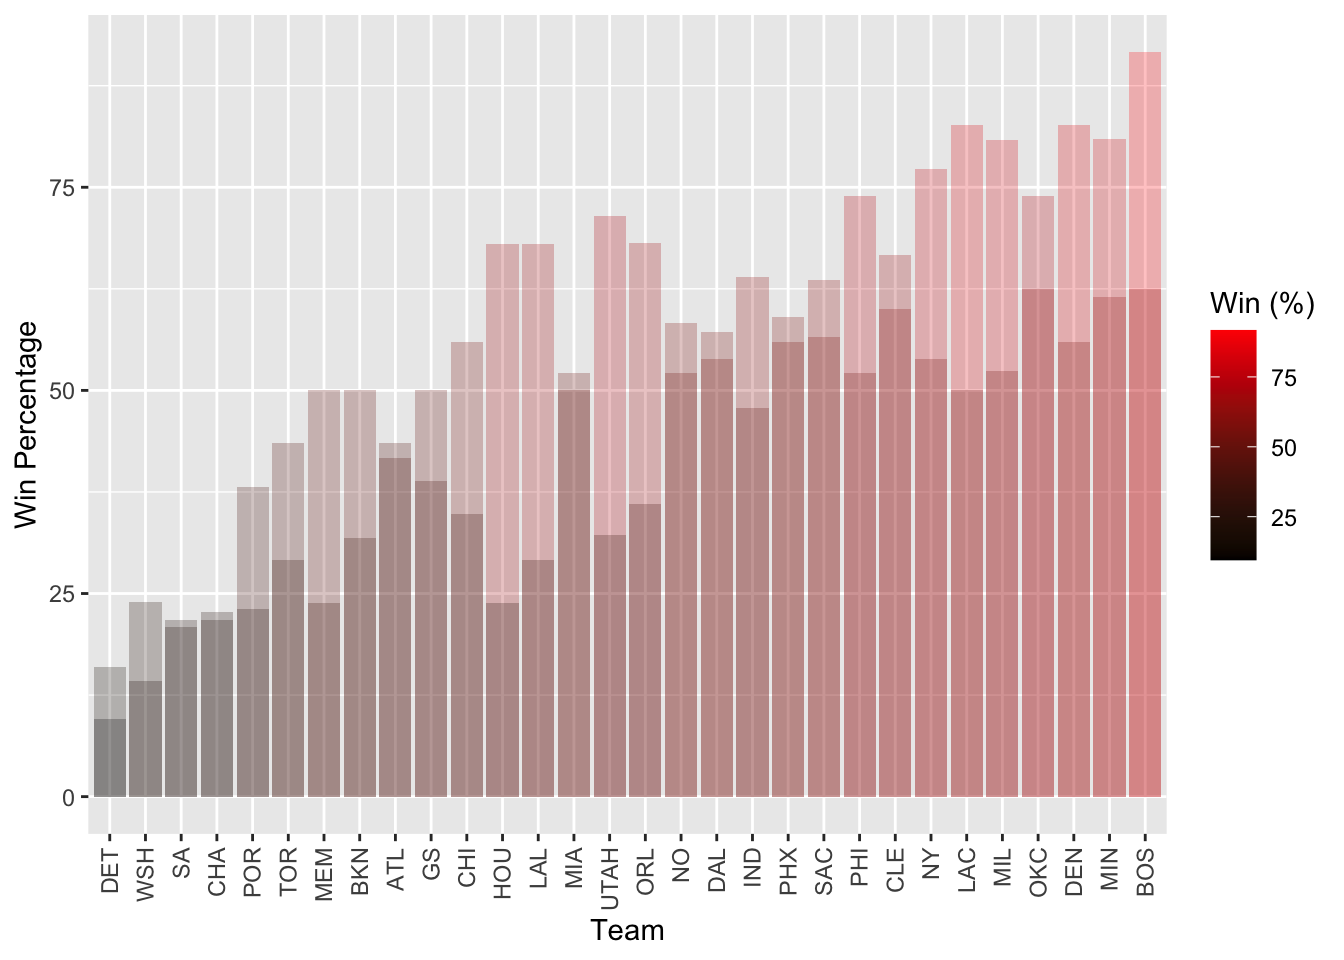 Win Percentage
75
50
25
0
DET WSH SA CHA POR TOR MEM BKN ATL GS CHI HOU LAL MIA UTAH ORL NO DAL IND PHX SAC PHI CLE NY LAC MIL OKC DEN MIN BOS
Team
Win (%)
75
50
25